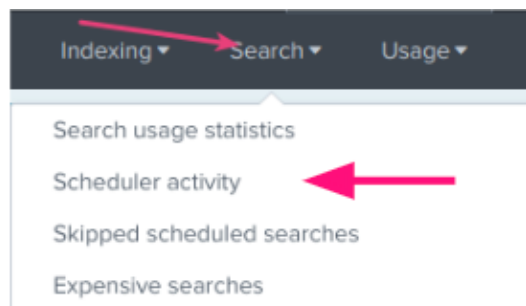 Indexing Search Usage
Search usage statistics
Scheduler activity
Skipped scheduled searches
Expensive searches